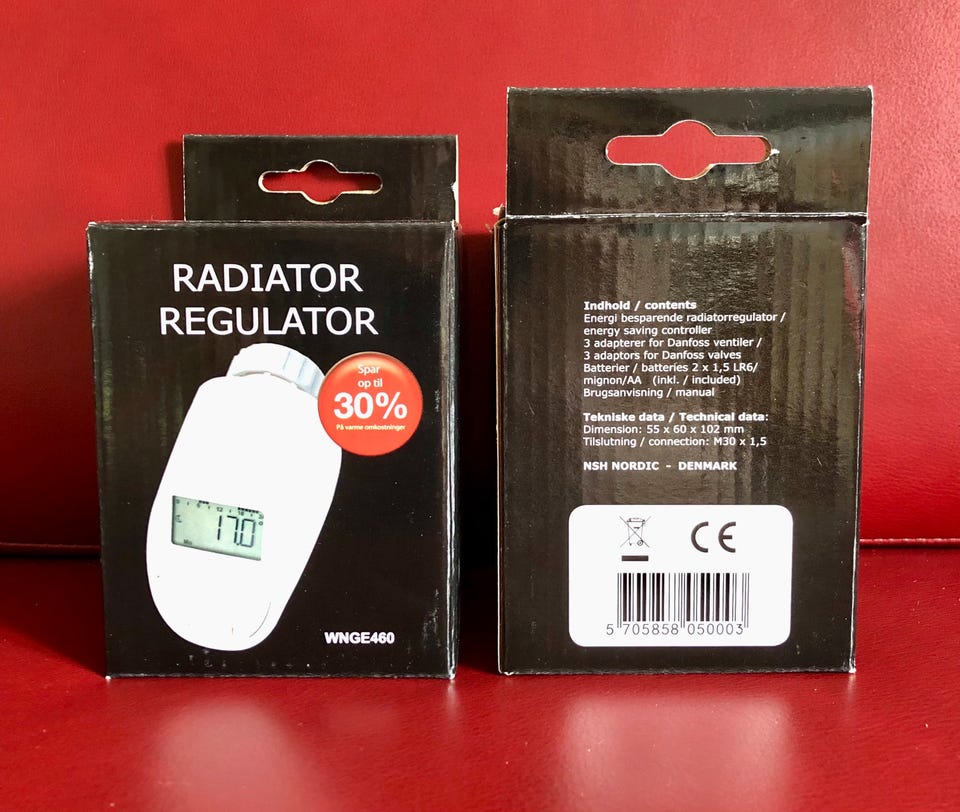 RADIATOR
REGULATOR
Spar
op til
30%
På varme omkostninger
17.0
WNGE460
Indhold / contents
Energi besparende radiatorregulator /
energy saving controller
3 adapterer for Danfoss ventiler /
3 adaptors for Danfoss valves
Batterier / batteries 2 x 1,5 LR6/
mignon/AA (inkl. / included)
Brugsanvisning / manual
Tekniske data / Technical data:
Dimension: 55 x 60 x 102 mm
Tilslutning / connection: M30 x 1,5
NSH NORDIC - DENMARK
CE
5 705858 050003